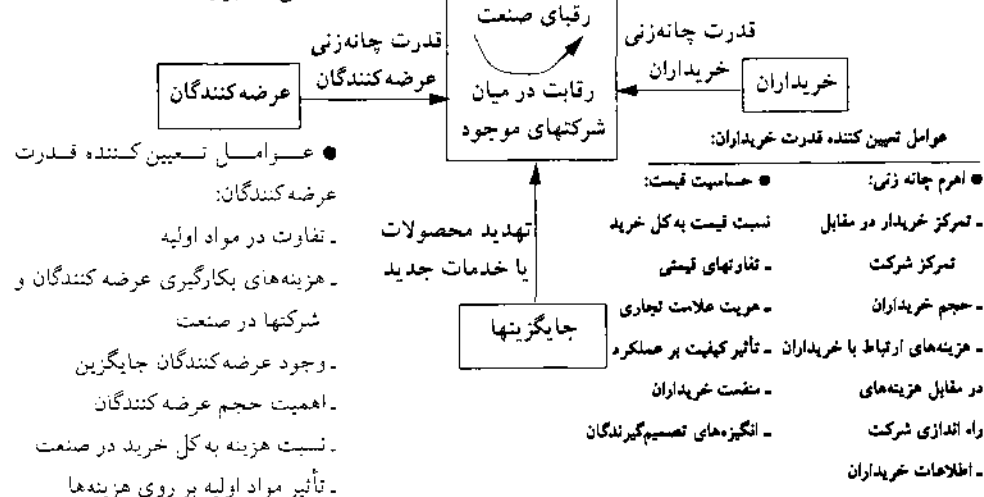 رقبای صنعت
رقابت در میان
شرکتهای موجود
قدرت چانه‌زنی
خریداران
خریداران
قدرت چانه‌زنی
عرضه‌کنندگان
عرضه‌کنندگان
تهدید محصولات
یا خدمات جدید
جایگزینها
عوامل تعیین کننده قدرت خریداران:
● اهرم چانه زنی:
ـ تمرکز خریدار در مقابل
تمرکز شرکت
ـ حجم خریداران
ـ هزینه‌های ارتباط با خریداران
در مقابل هزینه‌های
راه اندازی شرکت
ـ اطلاعات خریداران
● حساسیت قیمت:
نسبت قیمت به کل خرید
ـ تفاوتهای قیمتی
ـ هویت علامت تجاری
ـ تأثیر کیفیت بر عملکرد
ـ منفعت خریداران
ـ انگیزه‌های تصمیم‌گیرندگان
● عوامل تعیین کننده قدرت
عرضه‌کنندگان:
ـ تفاوت در مواد اولیه
ـ هزینه‌های بکارگیری عرضه کنندگان و
شرکتها در صنعت
ـ وجود عرضه‌کنندگان جایگزین
ـ اهمیت حجم عرضه‌کنندگان
ـ نسبت هزینه به کل خرید در صنعت
ـ تأثیر مواد اولیه بر روی هزینه‌ها